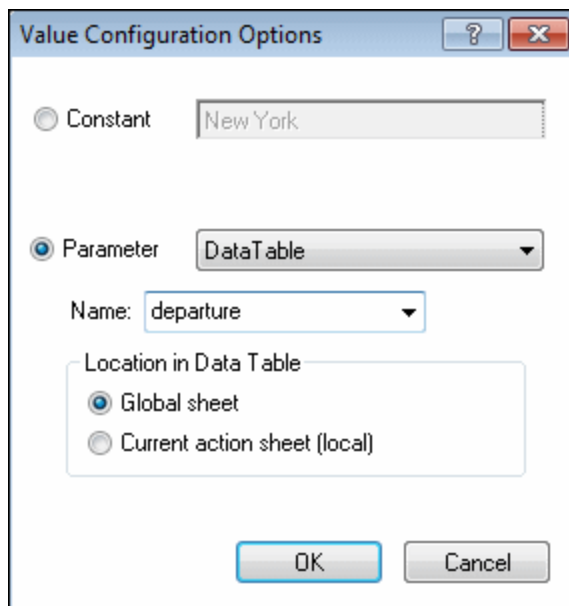 Value Configuration Options ?
Constant New York
Parameter DataTable
Name: departure
Location in Data Table
Global sheet
Current action sheet (local)
OK Cancel